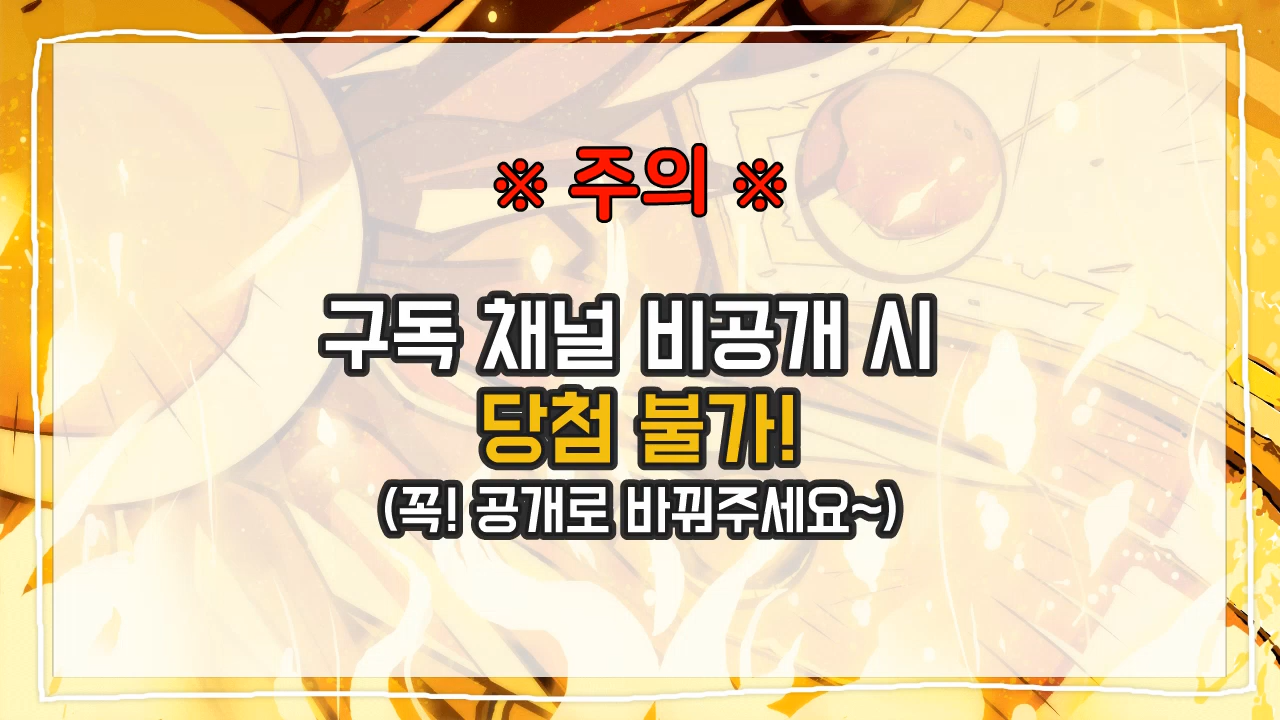 ※ 주의 ※
구독 채널 비공개 시
당첨 불가!
(꼭! 공개로 바꿔주세요~)